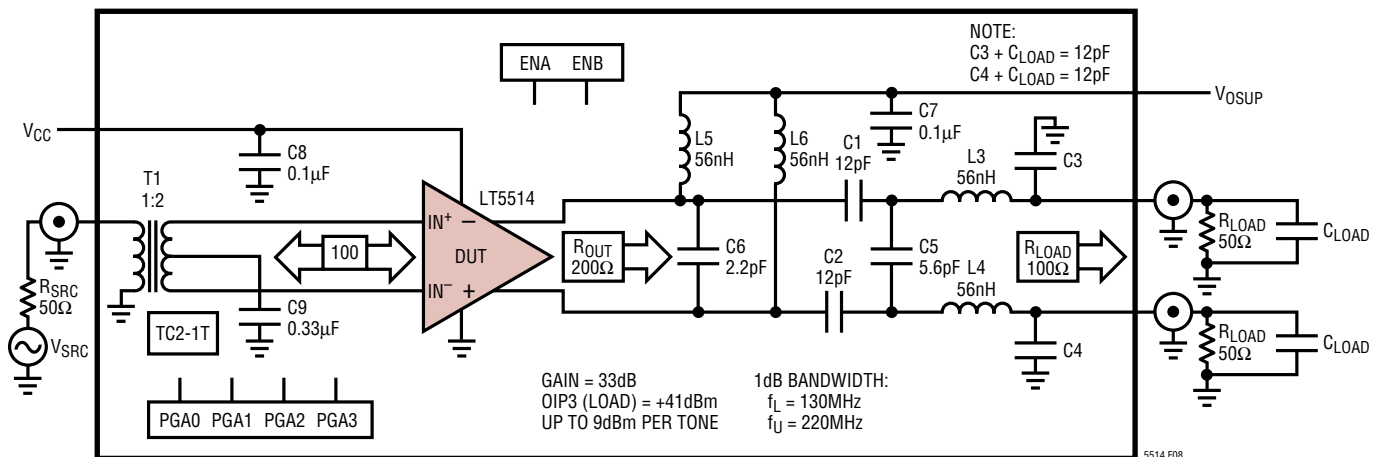 NOTE:
C3 + CLOAD = 12pF
C4 + CLOAD = 12pF
ENA ENB
VOSUP
VCC
C8
0.1µF
L5
56nH
L6
56nH
C7
0.1µF
C1
12pF
L3
56nH
C3
T1
1:2
LT5514
IN+ −
DUT
IN− +
100
ROUT
200Ω
C6
2.2pF
C2
12pF
C5
5.6pF
L4
56nH
RLOAD
100Ω
RLOAD
50Ω
CLOAD
RLOAD
50Ω
CLOAD
RSRC
50Ω
VSRC
C9
0.33µF
TC2-1T
C4
PGA0 PGA1 PGA2 PGA3
GAIN = 33dB
OIP3 (LOAD) = +41dBm
UP TO 9dBm PER TONE
1dB BANDWIDTH:
fL = 130MHz
fU = 220MHz
5514 F08